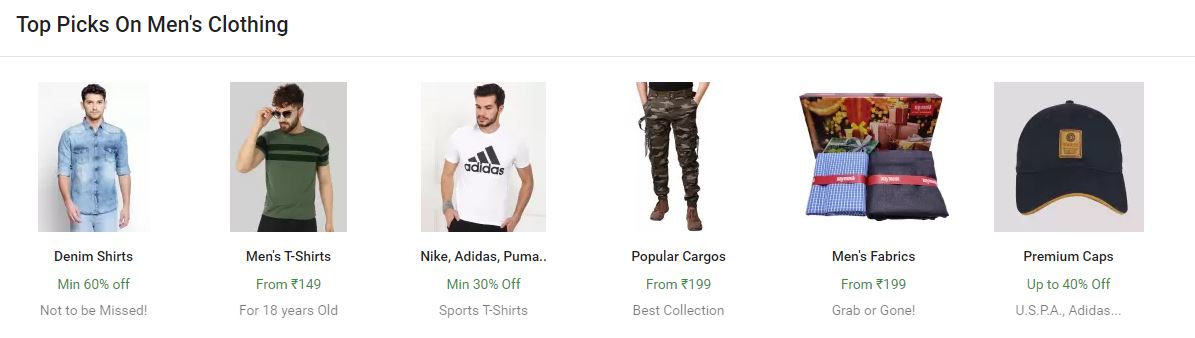 Top Picks On Men's Clothing
adidas
Denim Shirts
Min 60% off
Not to be Missed!
Men's T-Shirts
From ₹149
For 18 years Old
Nike, Adidas, Puma..
Min 30% Off
Sports T-Shirts
Popular Cargos
From ₹199
Best Collection
Men's Fabrics
From ₹199
Grab or Gone!
Premium Caps
Up to 40% Off
U.S.P.A., Adidas...